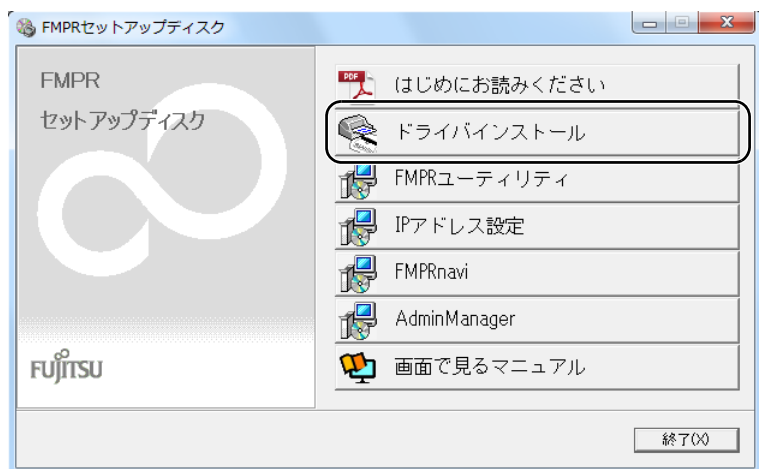 FMPRセットアップディスク
FMPR
セットアップディスク
FUJITSU
PDF
はじめにお読みください
ドライバインストール
FMPRユーティリティ
IPアドレス設定
FMPRnavi
AdminManager
画面で見るマニュアル
終了(X)